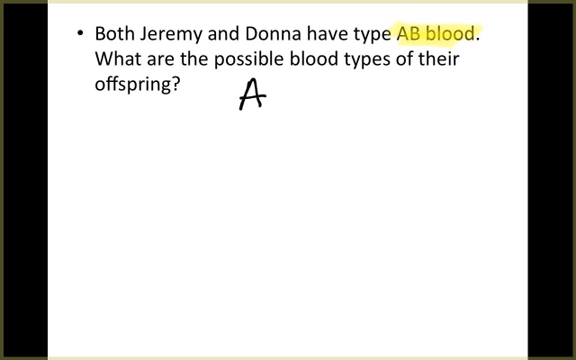 • Both Jeremy and Donna have type AB blood.
What are the possible blood types of their
offspring?
A